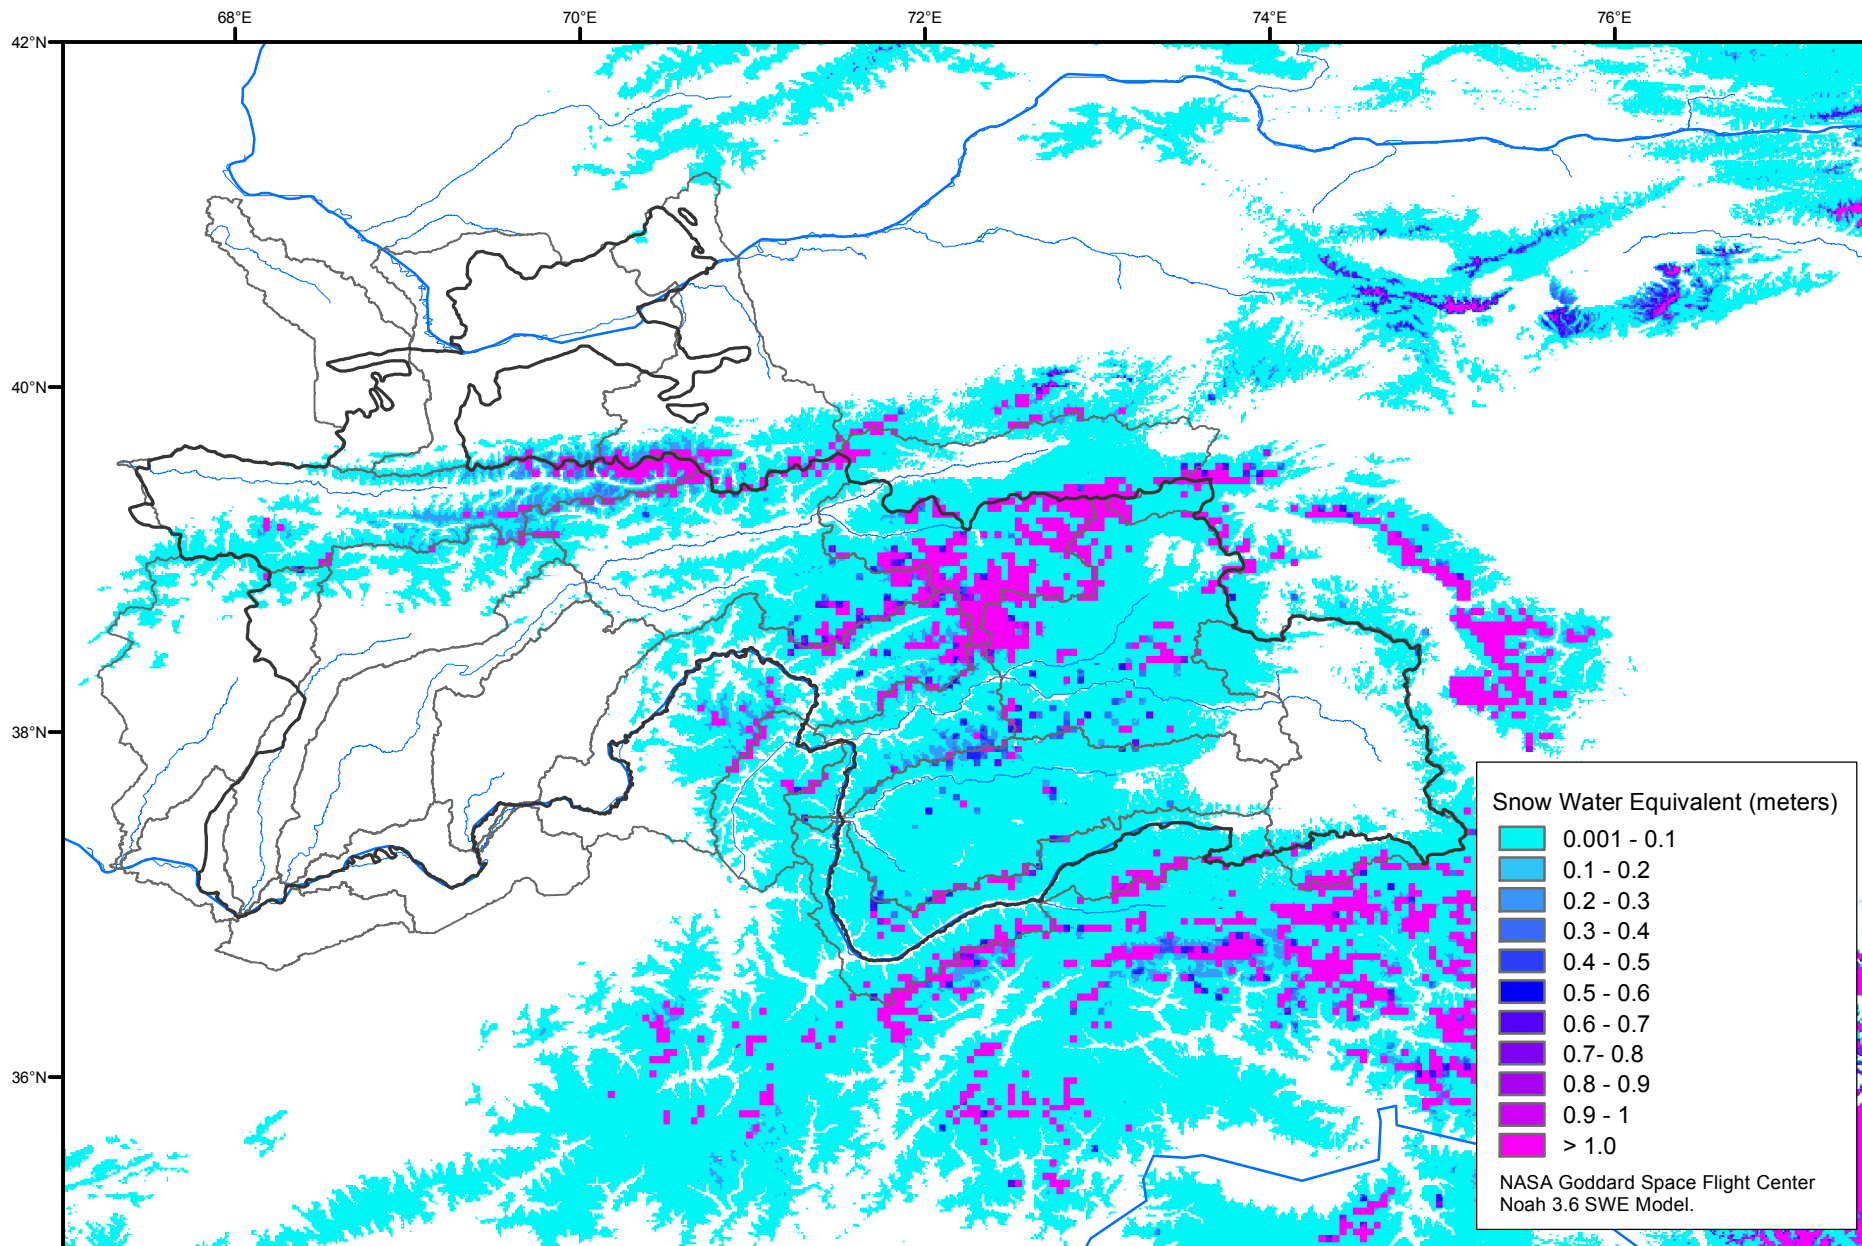 68°E
70°E
72°E
74°E
76°E
42°N
40°N
38°N
36°N
Snow Water Equivalent (meters)
0.001 - 0.1
0.1 - 0.2
0.2 - 0.3
0.3 - 0.4
0.4 - 0.5
0.5 - 0.6
0.6 - 0.7
0.7- 0.8
0.8 - 0.9
0.9 - 1
> 1.0
NASA Goddard Space Flight Center
Noah 3.6 SWE Model.